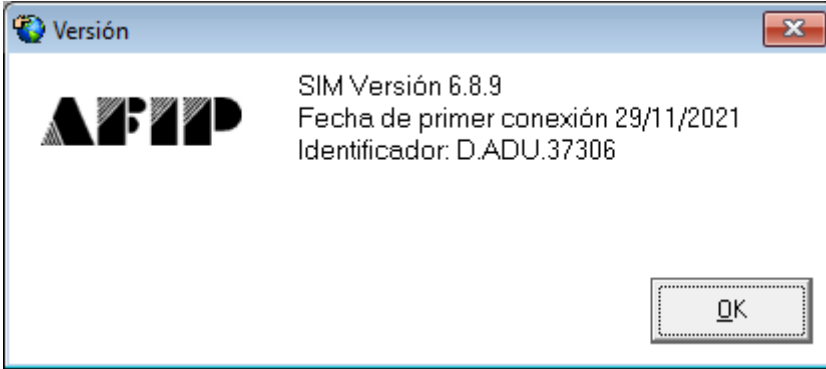 Versión
AFIP
SIM Versión 6.8.9
Fecha de primer conexión 29/11/2021
Identificador: D.ADU.37306
OK